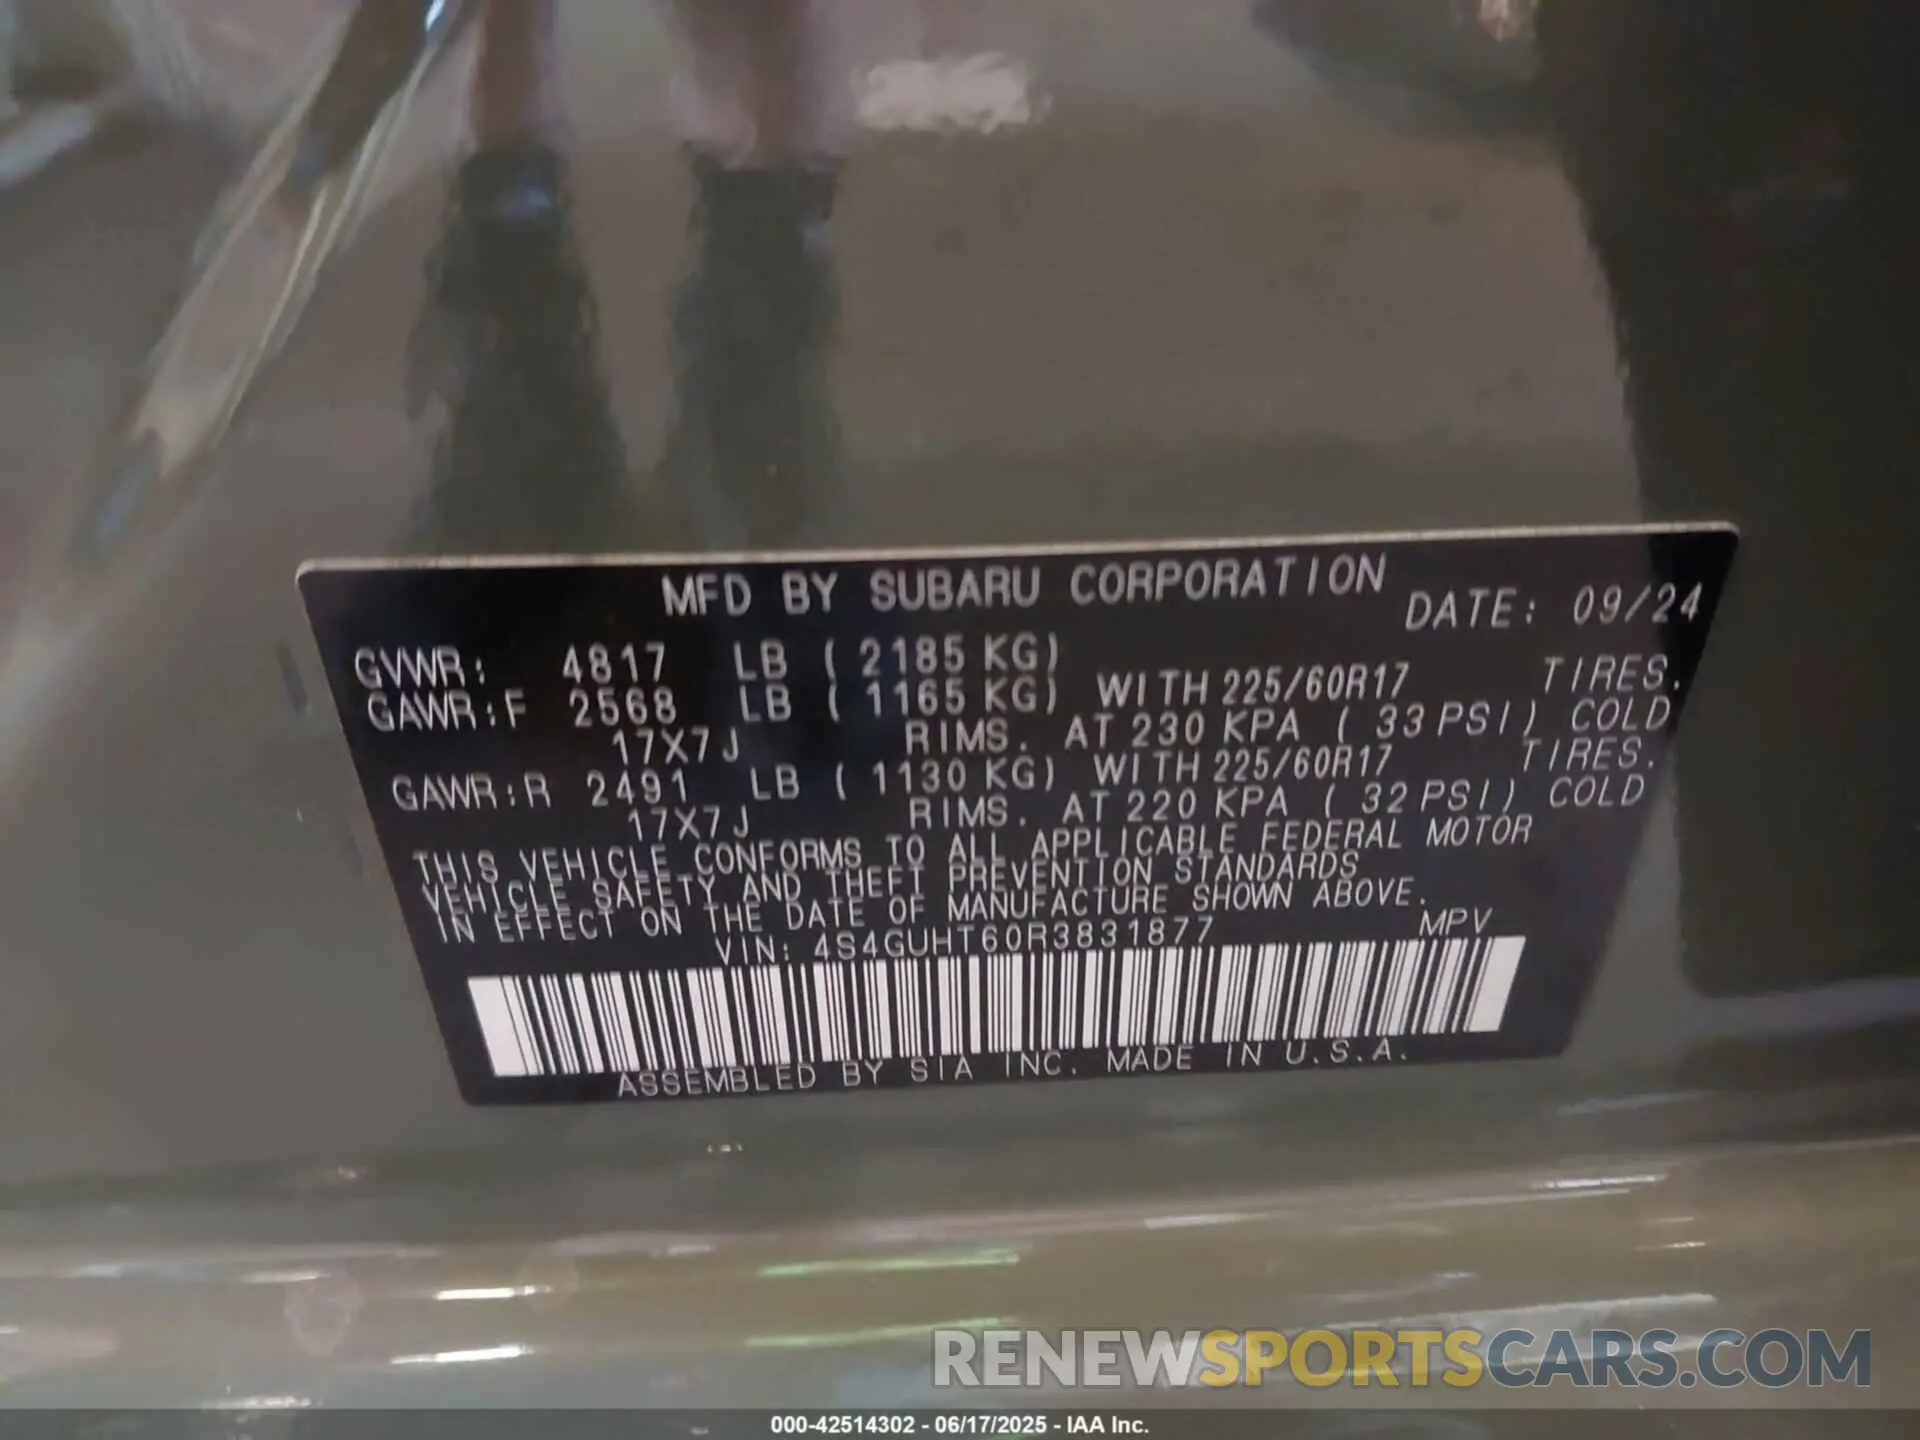 MFD BY SUBARU CORPORATION DATE: 09/24
GVWR: 4817 LB ( 2185 KG)
GAWR:F 2568 LB ( 1165 KG) WITH 225/60R17 TIRES.
17X7J RIMS. AT 230 KPA ( 33 PSI) COLD
GAWR:R 2491 LB ( 1130 KG) WITH 225/60R17 TIRES.
17X7J RIMS. AT 220 KPA ( 32 PSI) COLD
THIS VEHICLE CONFORMS TO ALL APPLICABLE FEDERAL MOTOR
VEHICLE SAFETY AND THEFT PREVENTION STANDARDS
IN EFFECT ON THE DATE OF MANUFACTURE SHOWN ABOVE.
VIN: 4S4GUHT60R3831877 MPV
ASSEMBLED BY SIA INC. MADE IN U.S.A.
RENEWSPORTSCARS.COM
000-42514302 - 06/17/2025 - IAA Inc.